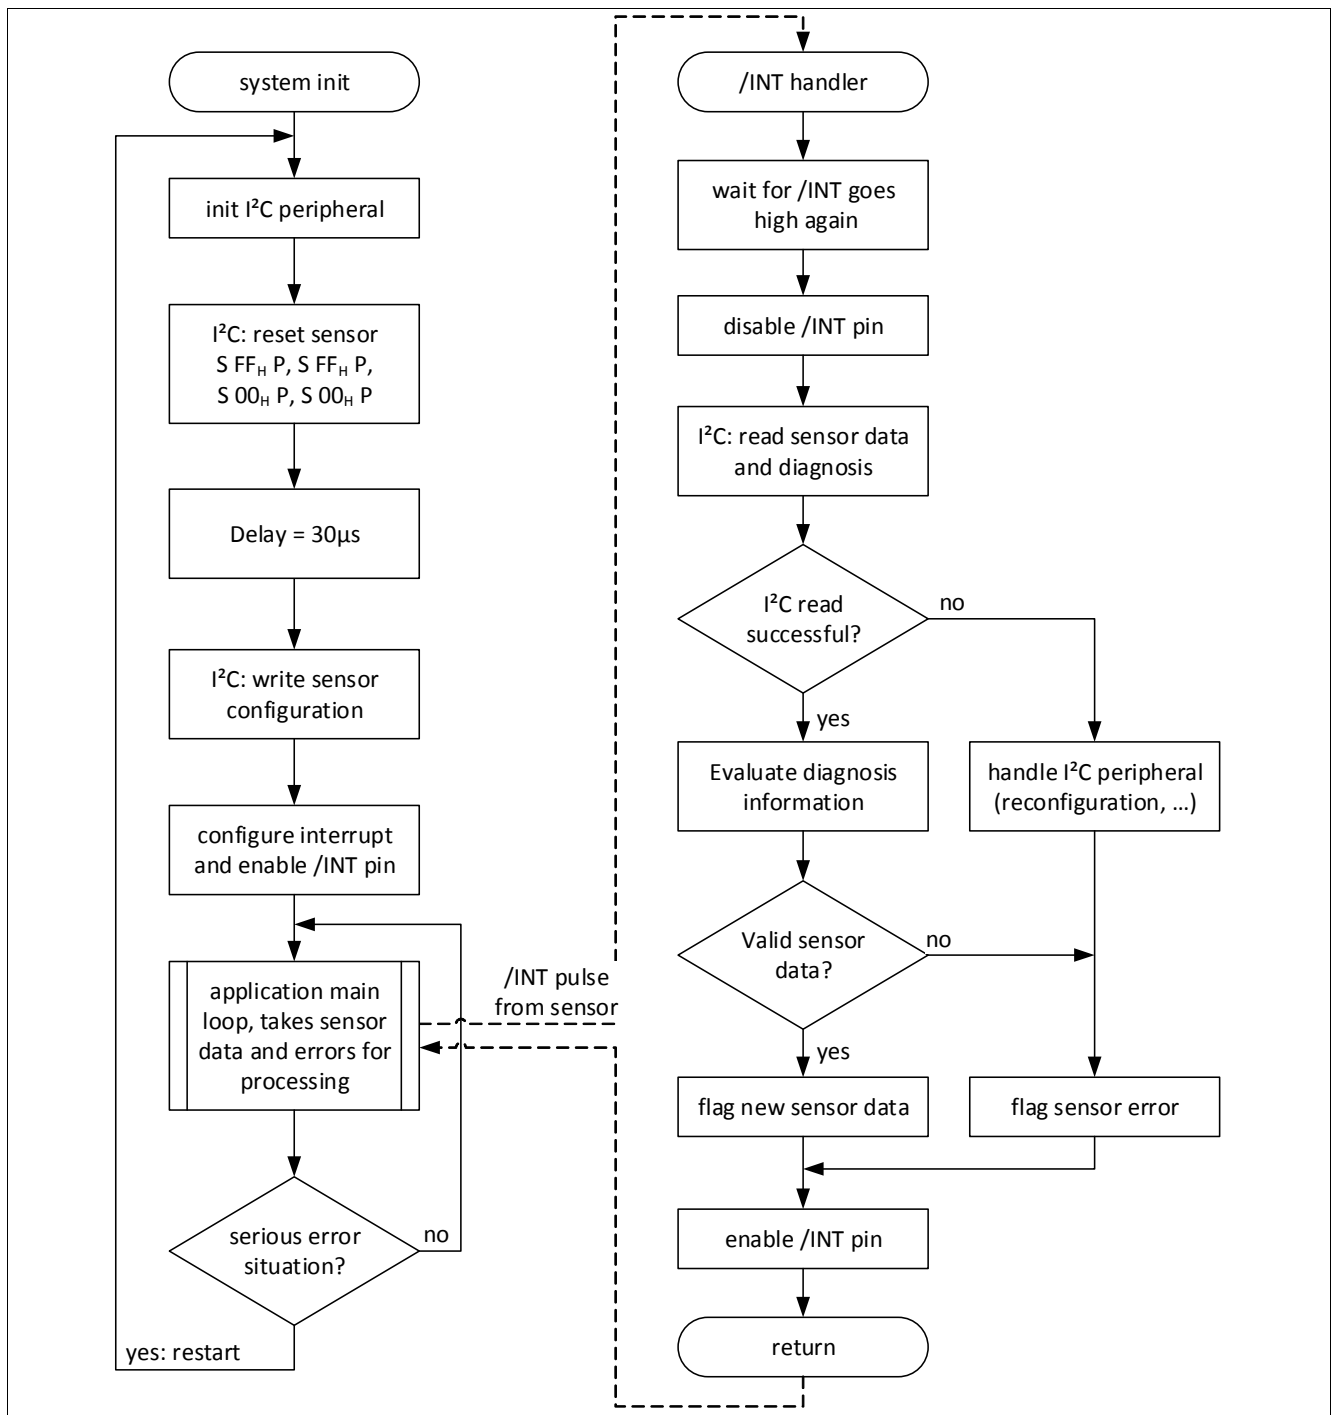 system init
init I²C peripheral
I²C: reset sensor
S FFH P, S FFH P,
S 00H P, S 00H P
Delay = 30µs
I²C: write sensor
configuration
configure interrupt
and enable /INT pin
application main
loop, takes sensor
data and errors for
processing
serious error
situation?
no
yes: restart
/INT pulse
from sensor
/INT handler
wait for /INT goes
high again
disable /INT pin
I²C: read sensor data
and diagnosis
I²C read
successful?
no
yes
Evaluate diagnosis
information
handle I²C peripheral
(reconfiguration, …)
Valid sensor
data?
no
yes
flag new sensor data
flag sensor error
enable /INT pin
return